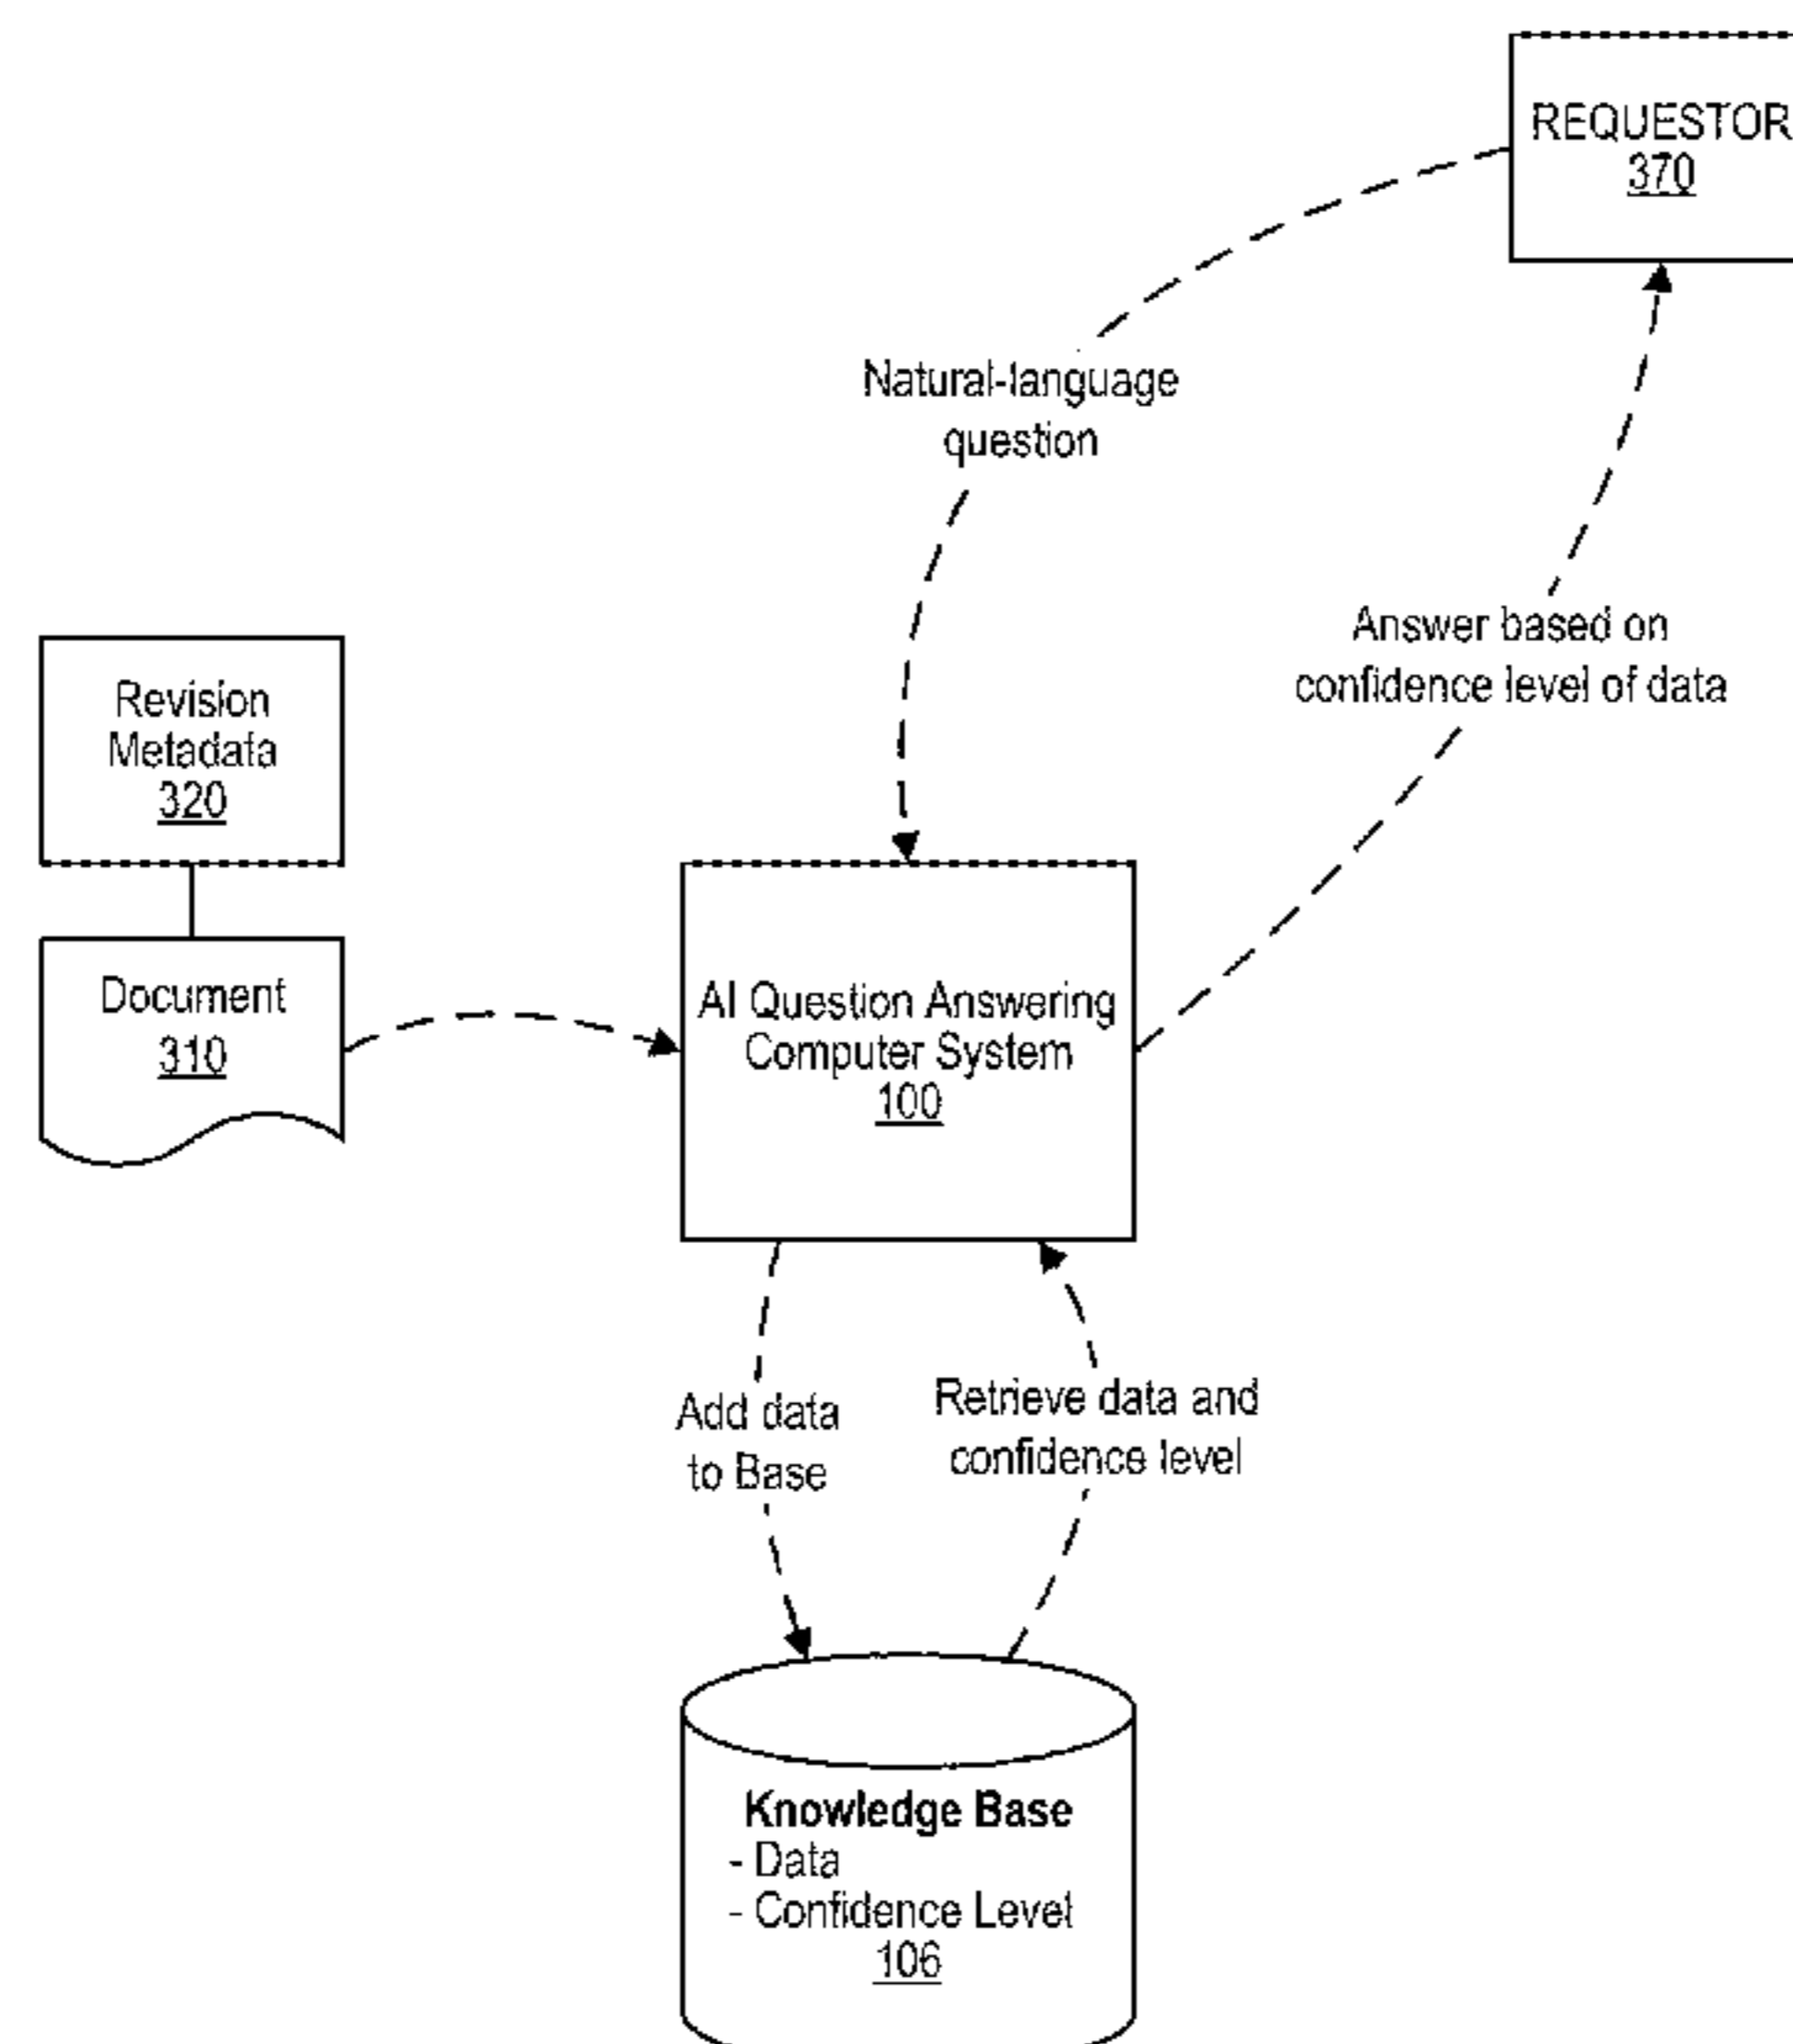 REQUESTOR
370
Natural-language
question
Answer based on
confidence level of data
Revision
Metadata
320
Document
310
AI Question Answering
Computer System
100
Add data
to Base
Retrieve data and
confidence level
Knowledge Base
- Data
- Confidence Level
106